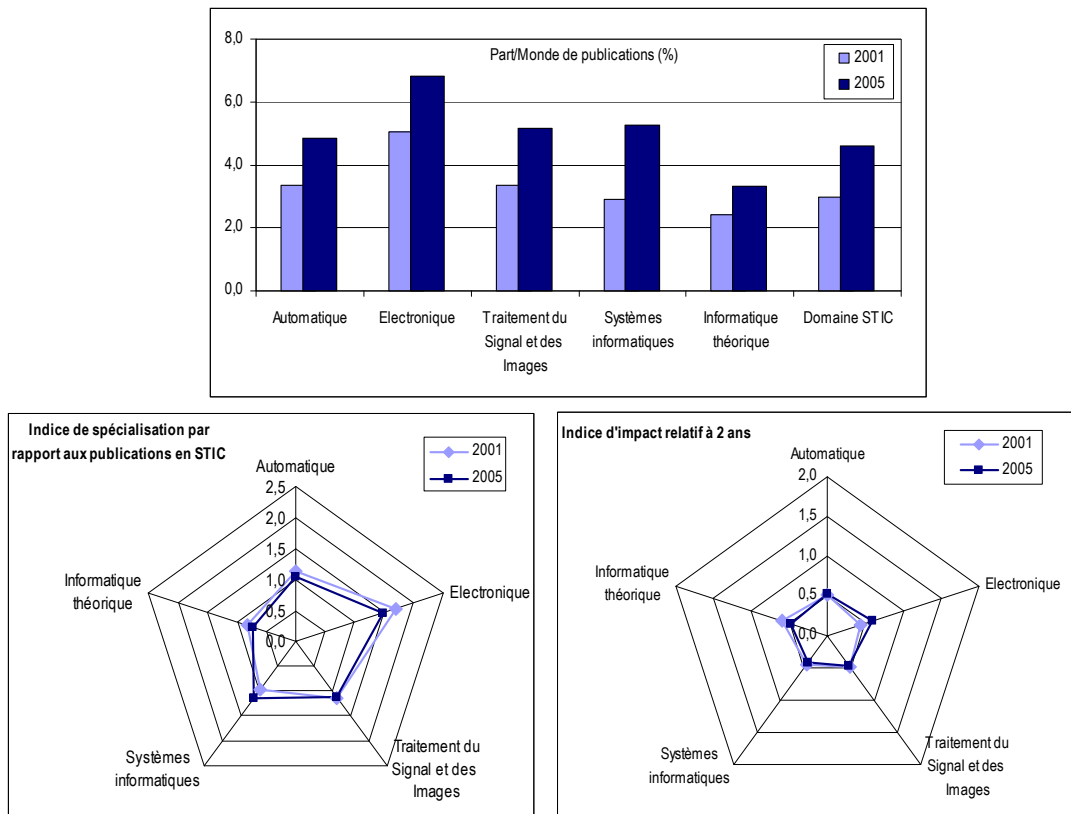 Part/Monde de publications (%)
2001
2005
8,0
6,0
4,0
2,0
0,0
Automatique
Electronique
Traitement du
Signal et des
Images
Systèmes
informatiques
Informatique
théorique
Domaine STIC
Indice de spécialisation par
rapport aux publications en STIC
2001
2005
Automatique
2,5
2,0
1,5
1,0
0,5
0,0
Electronique
Traitement du
Signal et des
Images
Systèmes
informatiques
Informatique
théorique
Indice d'impact relatif à 2 ans
2001
2005
Automatique
2,0
1,5
1,0
0,5
0,0
Electronique
Traitement du
Signal et des
Images
Systèmes
informatiques
Informatique
théorique